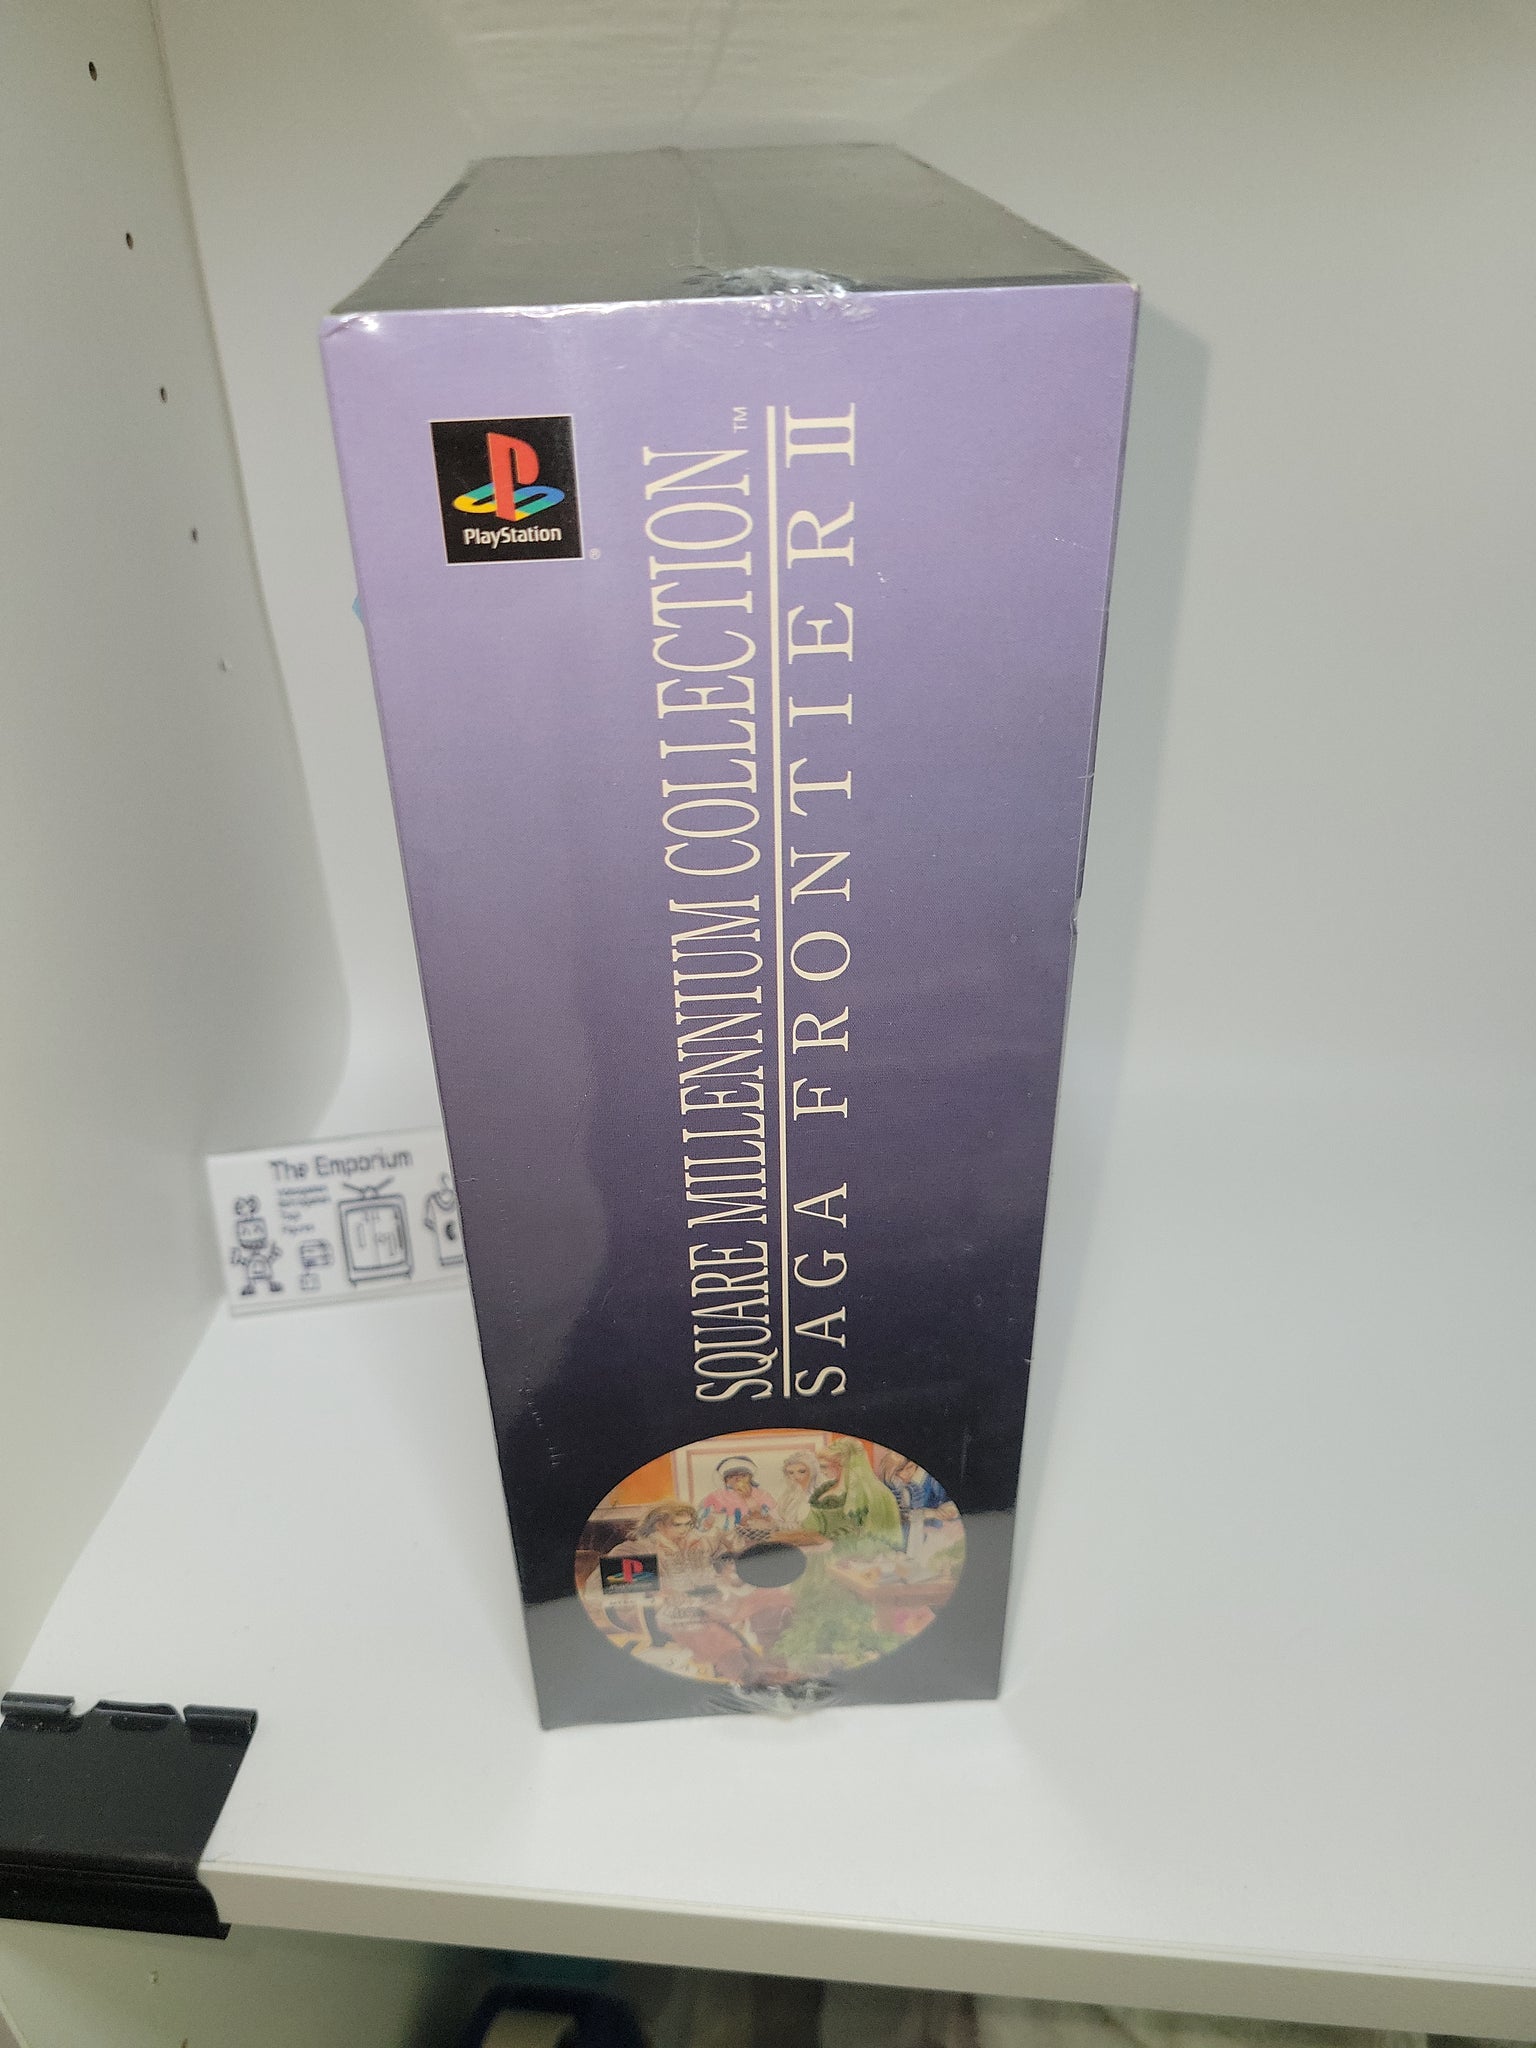 PlayStation
®
SQUARE MILLENNIUM COLLECTION™
SAGA FRONTIER II
The Emporium